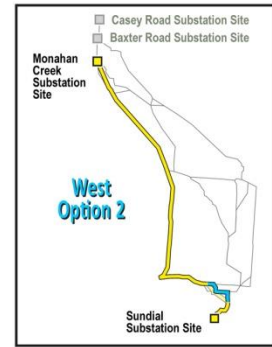 Casey Road Substation Site
Baxter Road Substation Site
Monahan
Creek
Substation
Site
West
Option 2
Sundial
Substation Site